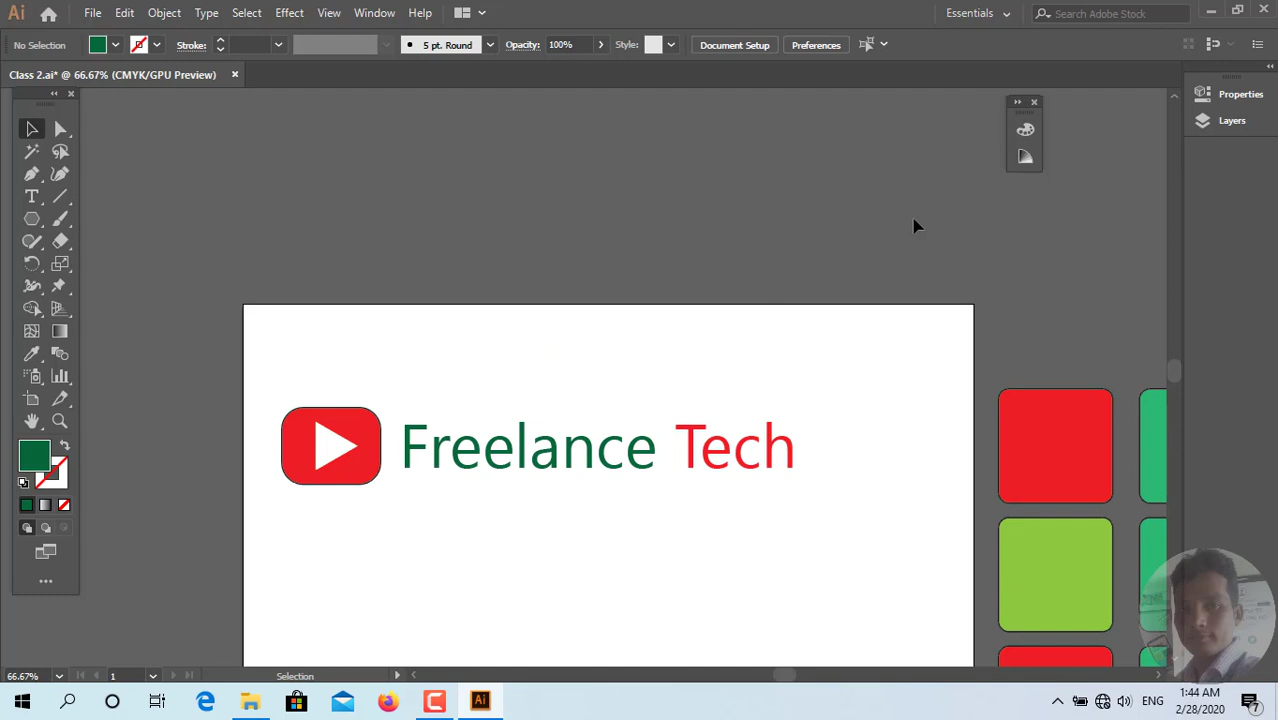 Ai File Edit Object Type Select Effect View Window Help Essentials Search Adobe Stock
No Selection Stroke: 5 pt. Round Opacity: 100% Style: Document Setup Preferences
Class 2.ai* @ 66.67% (CMYK/GPU Preview)
Properties
Layers
Freelance Tech
66.67% 1 Selection
Ai ENG 1:44 AM
2/28/2020 7